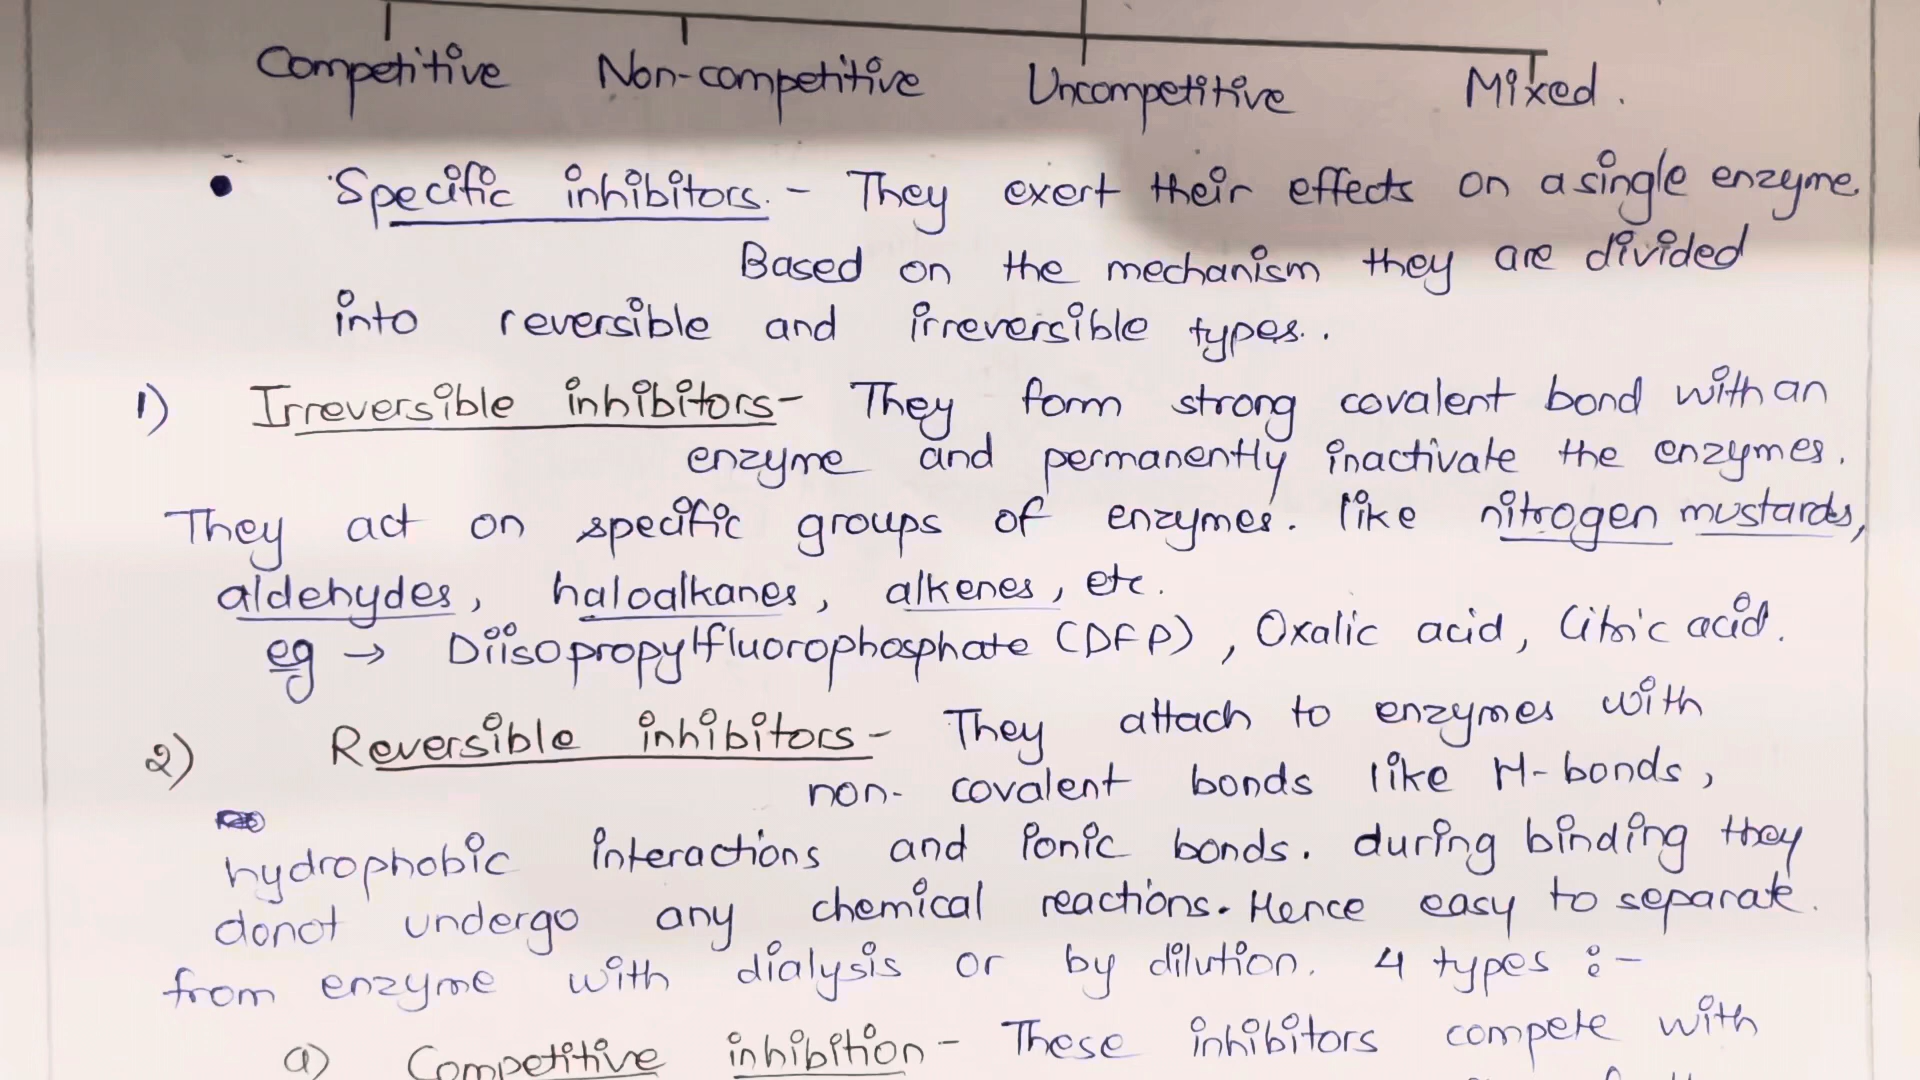 Competitive Non-competitive Uncompetitive Mixed.
• Specific inhibitors. - They exert their effects on a single enzyme.
Based on the mechanism they are divided
into reversible and irreversible types..
1) Irreversible inhibitors - They form strong covalent bond with an
enzyme and permanently inactivate the enzymes.
They act on specific groups of enzymes. like nitrogen mustards,
aldehydes, haloalkanes, alkenes, etc.
eg → Diisopropylfluorophosphate (DFP), Oxalic acid, Citric acid.
2) Reversible inhibitors - They attach to enzymes with
non-covalent bonds like H-bonds,
hydrophobic interactions and ionic bonds. during binding they
donot undergo any chemical reactions. Hence easy to separate.
from enzyme with dialysis or by dilution. 4 types :-
a) Competitive inhibition - These inhibitors compete with